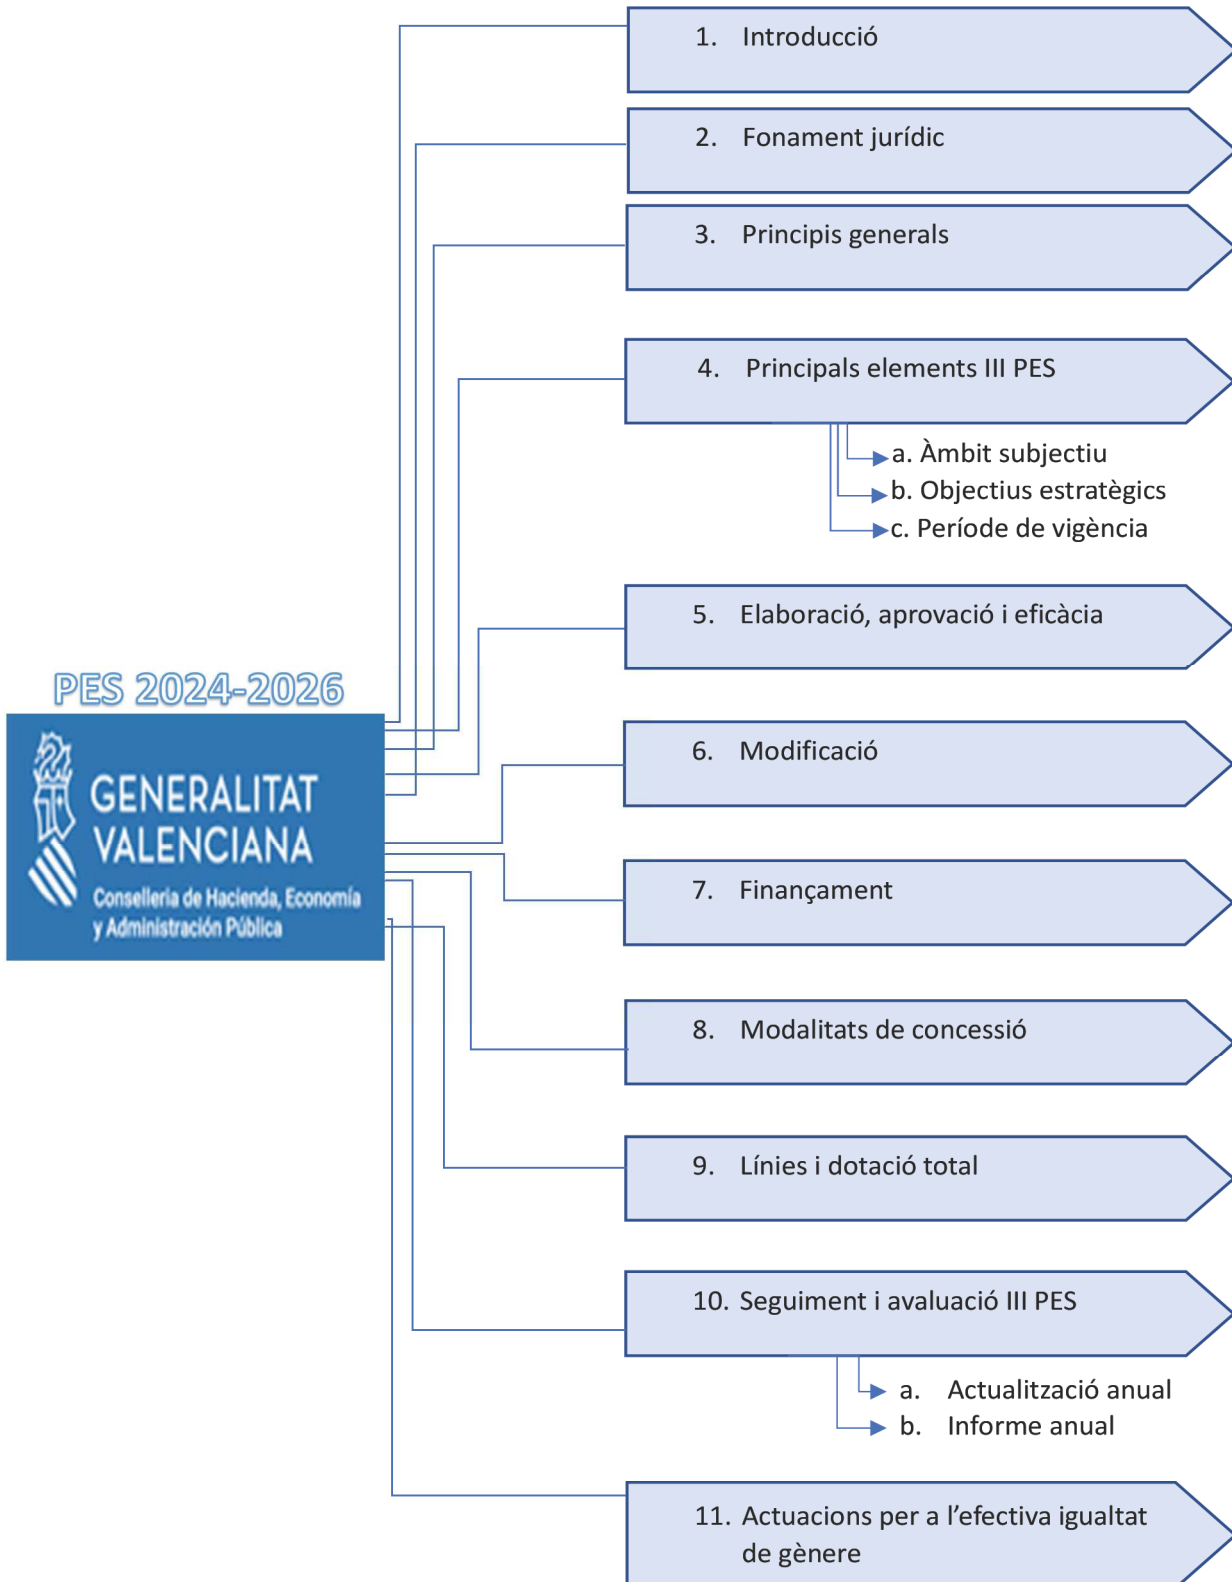 1. Introducció
2. Fonament jurídic
3. Principis generals
4. Principals elements III PES
a. Àmbit subjectiu
b. Objectius estratègics
c. Període de vigència
5. Elaboració, aprovació i eficàcia
PES 2024-2026
GENERALITAT
VALENCIANA
Conselleria de Hacienda, Economía
y Administración Pública
6. Modificació
7. Finançament
8. Modalitats de concessió
9. Línies i dotació total
10. Seguiment i avaluació III PES
a. Actualització anual
b. Informe anual
11. Actuacions per a l’efectiva igualtat
de gènere